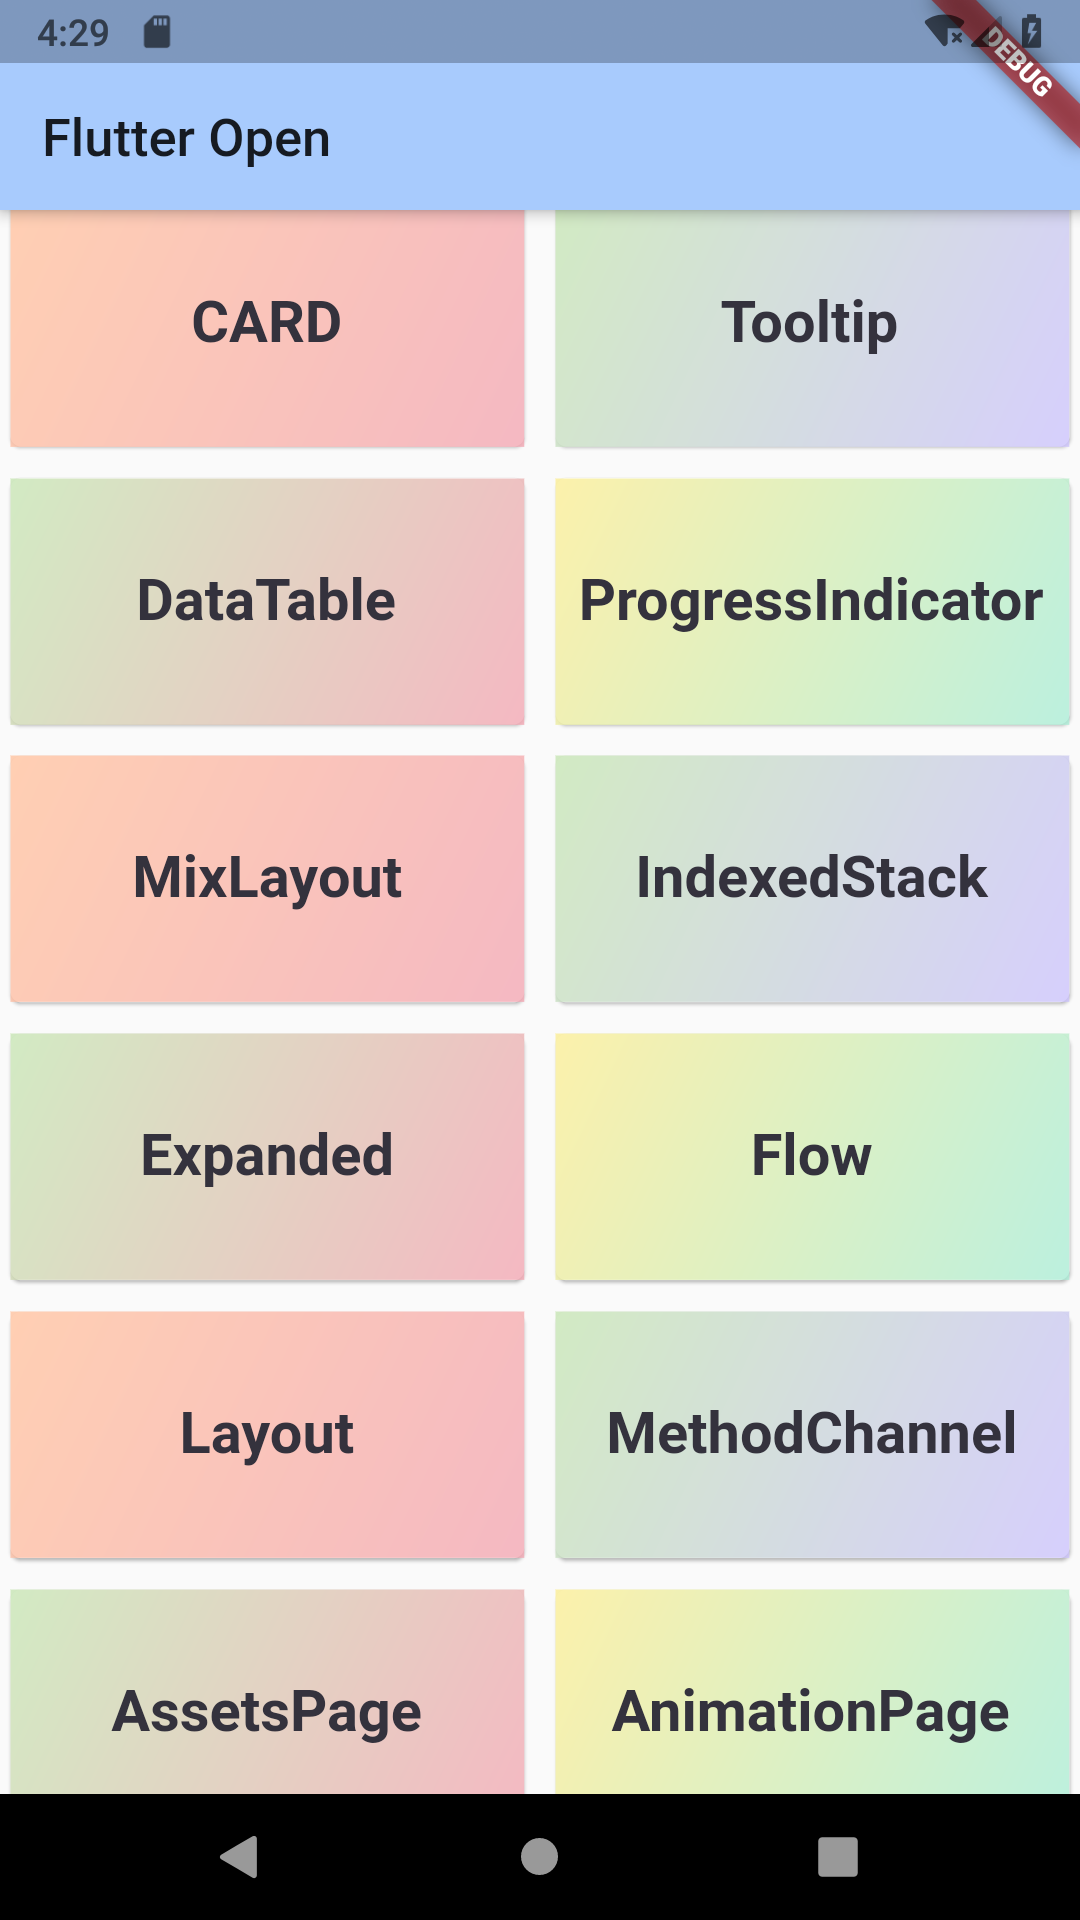 4:29
DEBUG
Flutter Open
CARD
Tooltip
DataTable
ProgressIndicator
MixLayout
IndexedStack
Expanded
Flow
Layout
MethodChannel
AssetsPage
AnimationPage